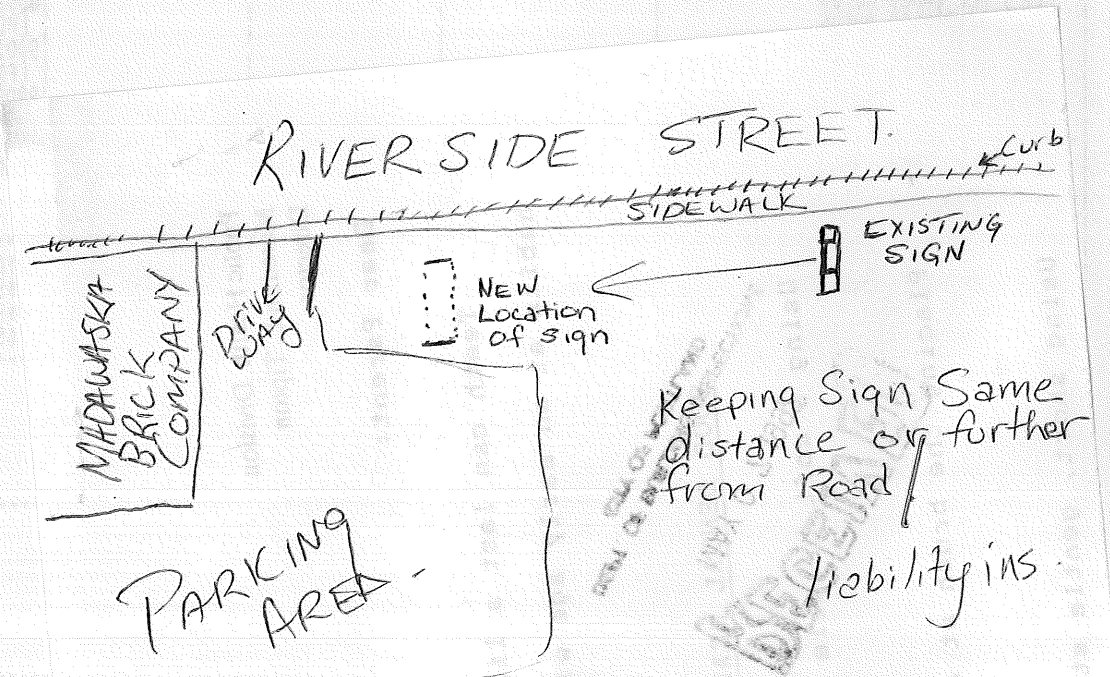 RIVERSIDE STREET.
Curb
SIDEWALK
EXISTING
SIGN
NEW
Location
of sign
Drive
WAY
MADAWASKA
BRICK
COMPANY
Keeping Sign Same
distance or further
from Road
liability ins.
PARKING
AREA